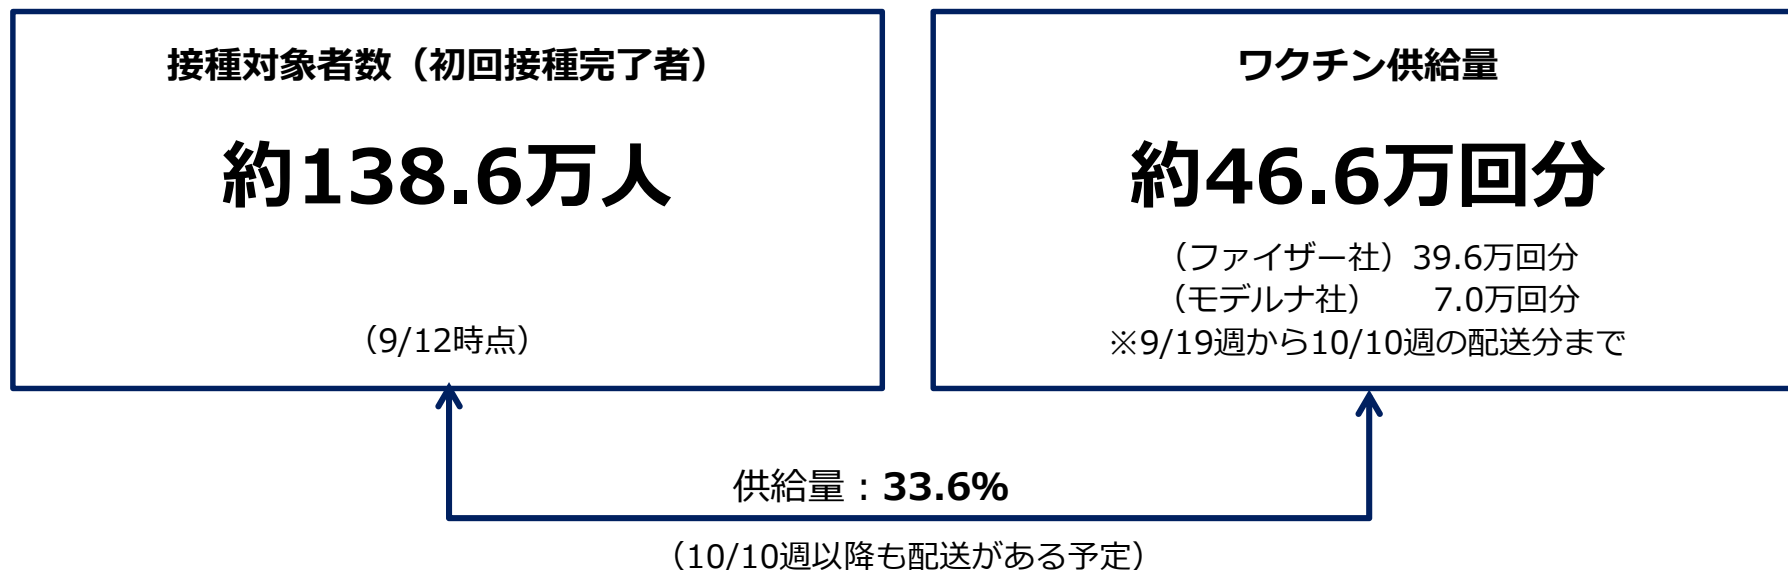 接種対象者数（初回接種完了者）
約138.6万人
（9/12時点）
ワクチン供給量
約46.6万回分
（ファイザー社）39.6万回分
（モデルナ社）　　7.0万回分
※9/19週から10/10週の配送分まで
供給量：33.6%
（10/10週以降も配送がある予定）